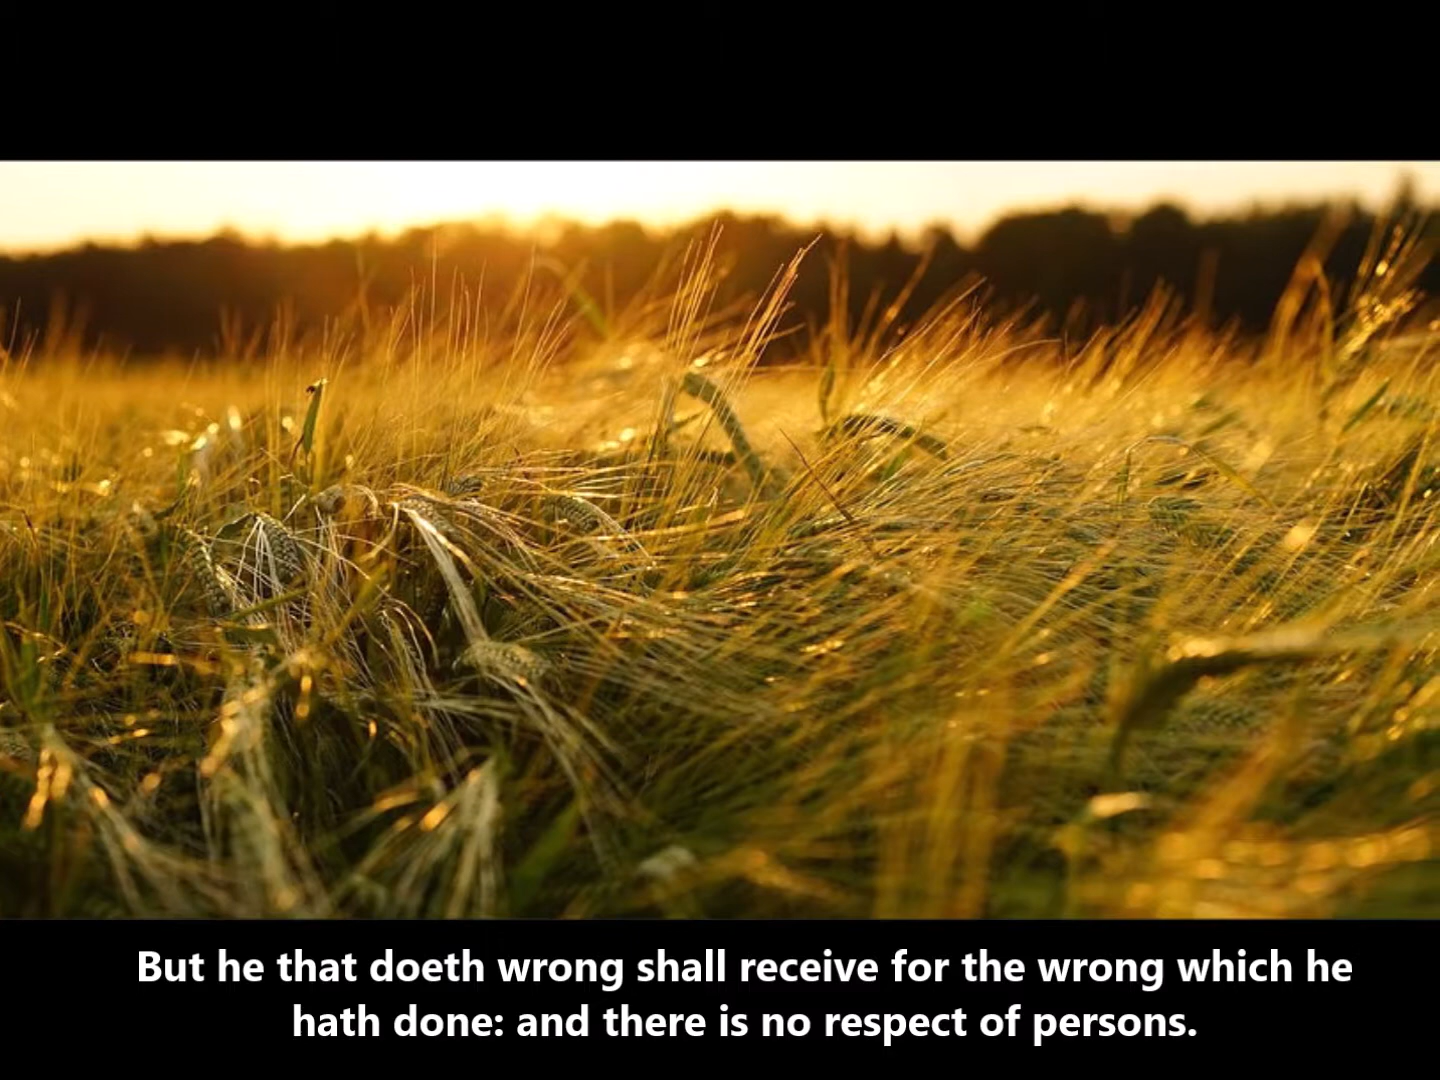 But he that doeth wrong shall receive for the wrong which he
hath done: and there is no respect of persons.